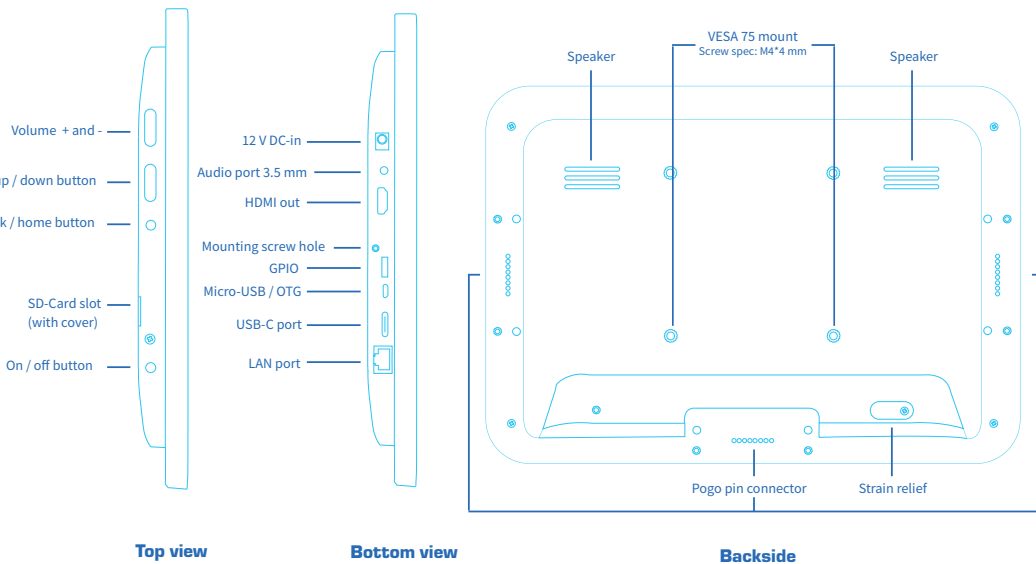 Volume + and -
up / down button
k / home button
SD-Card slot
(with cover)
On / off button
Top view
12 V DC-in
Audio port 3.5 mm
HDMI out
Mounting screw hole
GPIO
Micro-USB / OTG
USB-C port
LAN port
Bottom view
VESA 75 mount
Screw spec: M4*4 mm
Speaker
Speaker
Pogo pin connector
Strain relief
Backside